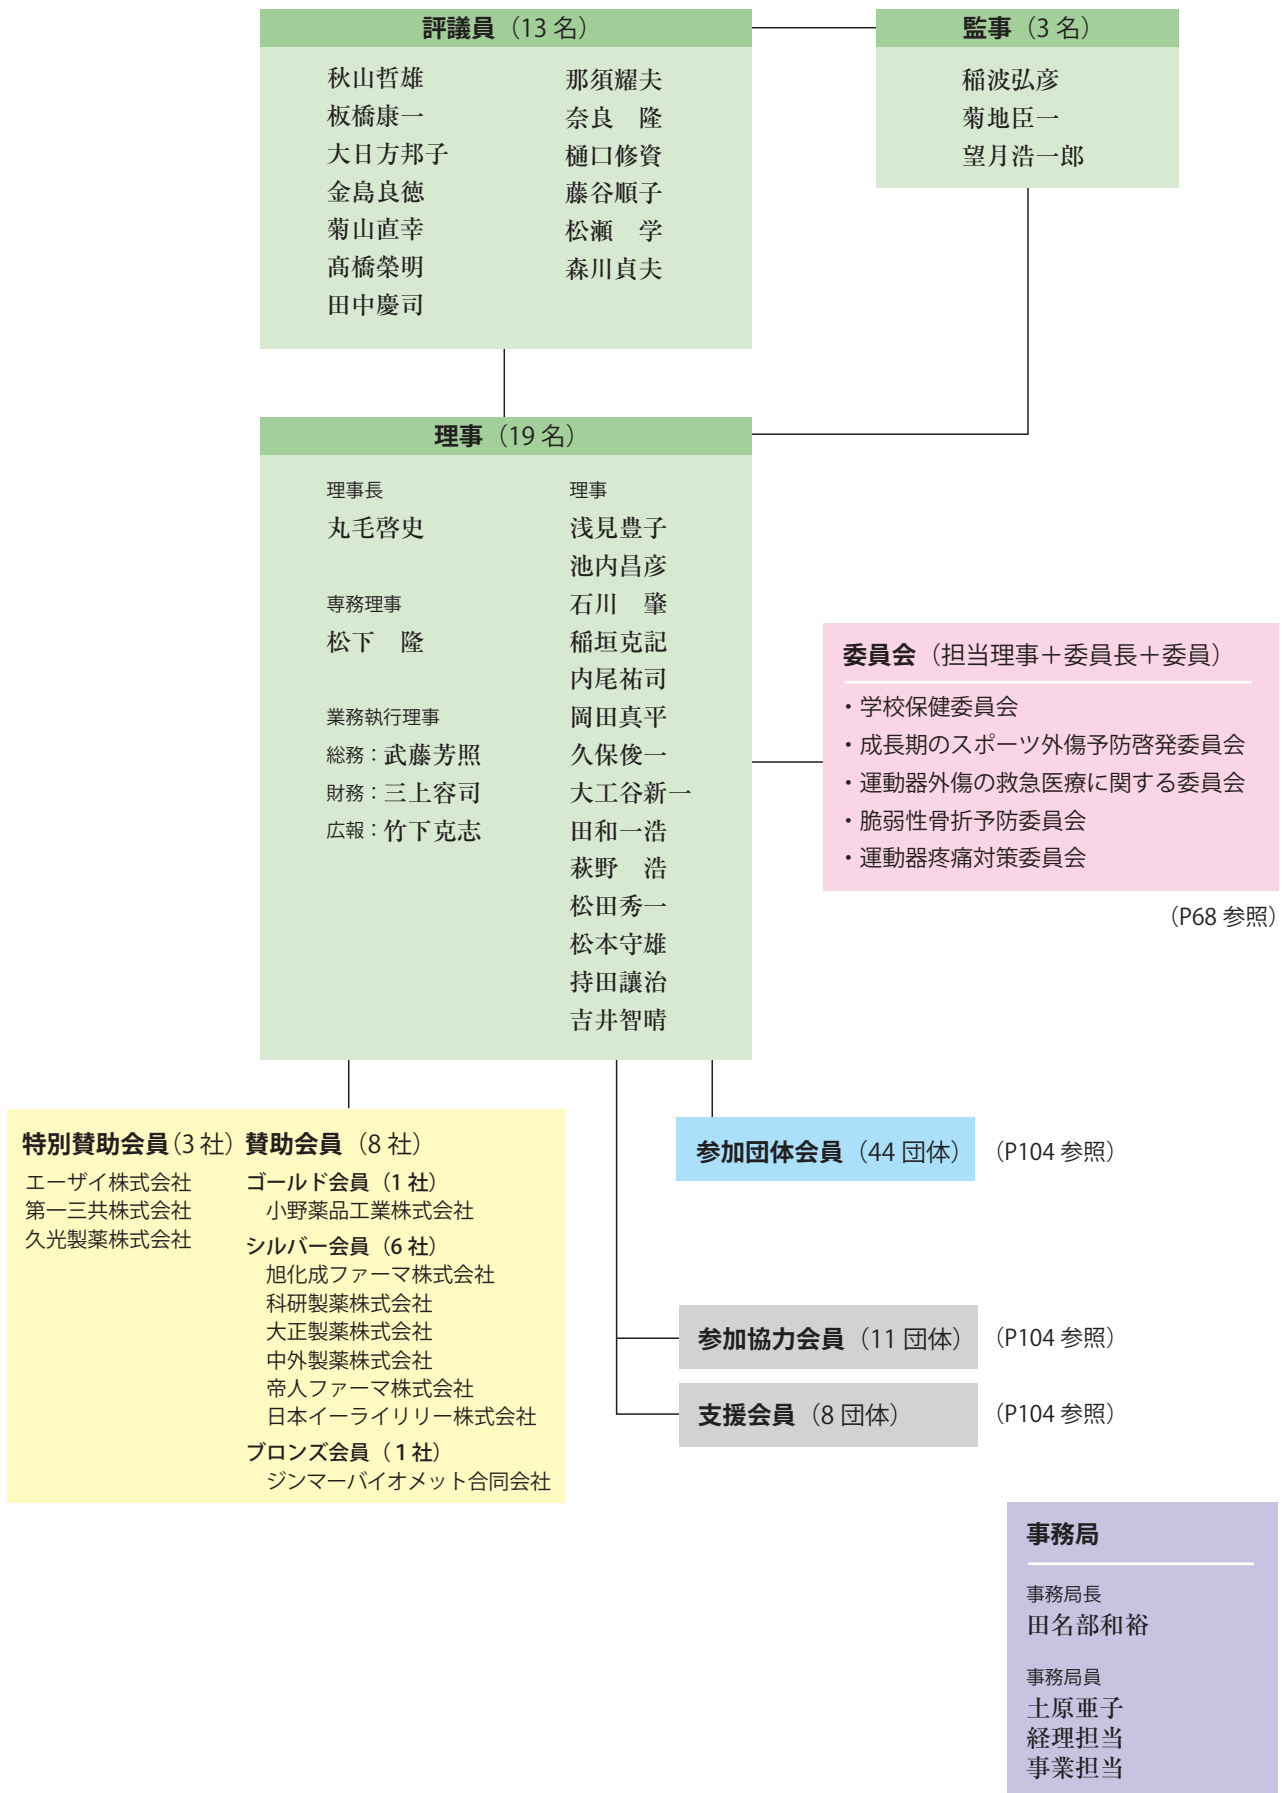 評議員（13 名）
秋山哲雄
板橋康一
大日方邦子
金島良徳
菊山直幸
髙橋榮明
田中慶司
那須耀夫
奈良　隆
樋口修資
藤谷順子
松瀬　学
森川貞夫
監事（3 名）
稲波弘彦
菊地臣一
望月浩一郎
理事（19 名）
理事長
丸毛啓史
専務理事
松下　隆
業務執行理事
総務：武藤芳照
財務：三上容司
広報：竹下克志
理事
浅見豊子
池内昌彦
石川　肇
稲垣克記
内尾祐司
岡田真平
久保俊一
大工谷新一
田和一浩
萩野　浩
松田秀一
松本守雄
持田讓治
吉井智晴
委員会（担当理事＋委員長＋委員）
・学校保健委員会
・成長期のスポーツ外傷予防啓発委員会
・運動器外傷の救急医療に関する委員会
・脆弱性骨折予防委員会
・運動器疼痛対策委員会
（P68 参照）
特別賛助会員（3 社）
エーザイ株式会社
第一三共株式会社
久光製薬株式会社
賛助会員（8 社）
ゴールド会員（1 社）
小野薬品工業株式会社
シルバー会員（6 社）
旭化成ファーマ株式会社
科研製薬株式会社
大正製薬株式会社
中外製薬株式会社
帝人ファーマ株式会社
日本イーライリリー株式会社
ブロンズ会員（1 社）
ジンマーバイオメット合同会社
参加団体会員（44 団体）
（P104 参照）
参加協力会員（11 団体）
（P104 参照）
支援会員（8 団体）
（P104 参照）
事務局
事務局長
田名部和裕
事務局員
土原亜子
経理担当
事業担当